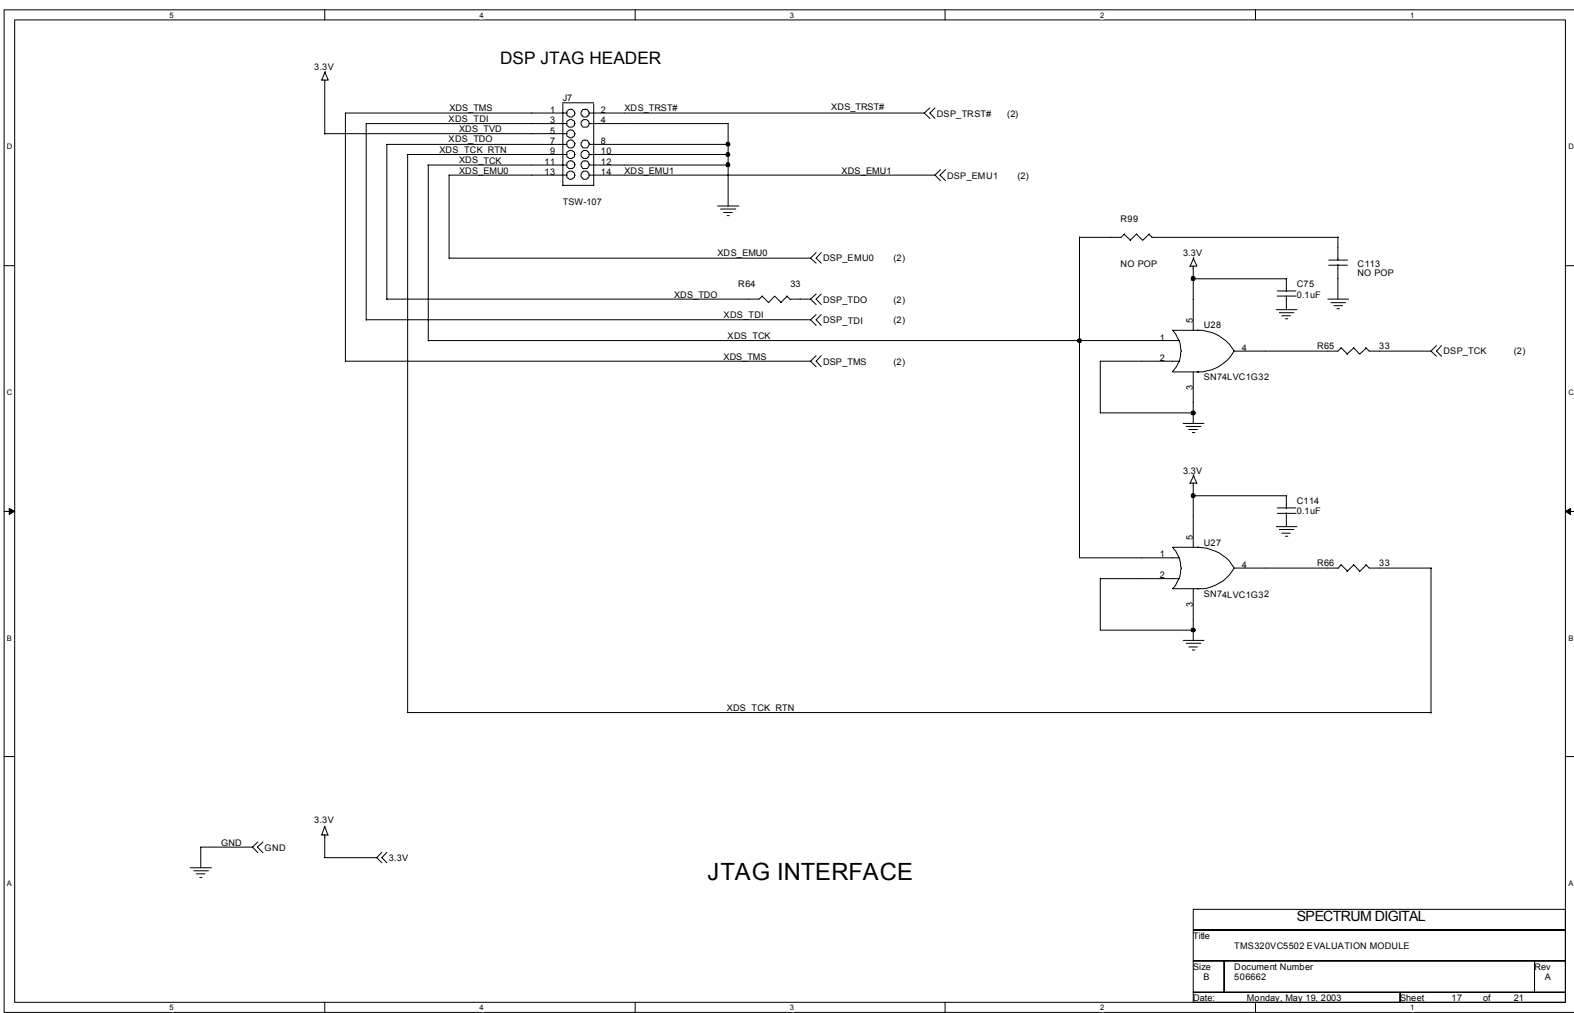 5 4 3 2 1
DSP JTAG HEADER
3.3V
J7
XDS_TMS 1 2 XDS_TRST# XDS_TRST# DSP_TRST# (2)
XDS_TDI 3 4
XDS_TVD 5
XDS_TDO 7 8
XDS_TCK_RTN 9 10
XDS_TCK 11 12
XDS_EMU0 13 14 XDS_EMU1 XDS_EMU1 DSP_EMU1 (2)
TSW-107
D D
R99
NO POP
XDS_EMU0 DSP_EMU0 (2)
3.3V
C113
NO POP
R64 33
XDS_TDO DSP_TDO (2)
C75
0.1uF
XDS_TDI DSP_TDI (2)
5
U28
XDS_TCK
1
2
4
R65 33
DSP_TCK (2)
XDS_TMS DSP_TMS (2)
SN74LVC1G32
3
C C
3.3V
C114
0.1uF
5
U27
1
2
4
R66 33
SN74LVC1G32
3
B B
XDS_TCK_RTN
3.3V
GND GND
3.3V
JTAG INTERFACE
A A
SPECTRUM DIGITAL
Title
TMS320VC5502 EVALUATION MODULE
Size Document Number Rev
B 506662 A
Date: Monday, May 19, 2003 Sheet 17 of 21
5 4 3 2 1